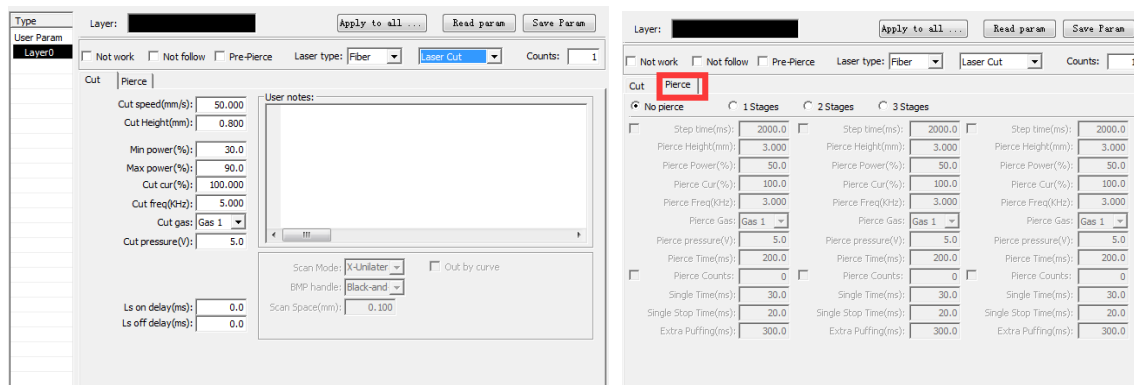 Type
User Param
Layer0
Layer: Apply to all ... Read param Save Param
Not work Not follow Pre-Pierce Laser type: Fiber Laser Cut Counts: 1
Cut Pierce
Cut speed(mm/s): 50.000 User notes:
Cut Height(mm): 0.800
Min power(%): 30.0
Max power(%): 90.0
Cut cur(%): 100.000
Cut freq(KHz): 5.000
Cut gas: Gas 1
Cut pressure(V): 5.0
Scan Mode: X-Unilater Out by curve
BMP handle: Black-and
Ls on delay(ms): 0.0 Scan Space(mm): 0.100
Ls off delay(ms): 0.0
Layer: Apply to all ... Read param Save Param
Not work Not follow Pre-Pierce Laser type: Fiber Laser Cut Counts: 1
Cut Pierce
No pierce 1 Stages 2 Stages 3 Stages
Step time(ms): 2000.0 Step time(ms): 2000.0 Step time(ms): 2000.0
Pierce Height(mm): 3.000 Pierce Height(mm): 3.000 Pierce Height(mm): 3.000
Pierce Power(%): 50.0 Pierce Power(%): 50.0 Pierce Power(%): 50.0
Pierce Cur(%): 100.0 Pierce Cur(%): 100.0 Pierce Cur(%): 100.0
Pierce Freq(KHz): 3.000 Pierce Freq(KHz): 3.000 Pierce Freq(KHz): 3.000
Pierce Gas: Gas 1 Pierce Gas: Gas 1 Pierce Gas: Gas 1
Pierce pressure(V): 5.0 Pierce pressure(V): 5.0 Pierce pressure(V): 5.0
Pierce Time(ms): 200.0 Pierce Time(ms): 200.0 Pierce Time(ms): 200.0
Pierce Counts: 0 Pierce Counts: 0 Pierce Counts: 0
Single Time(ms): 30.0 Single Time(ms): 30.0 Single Time(ms): 30.0
Single Stop Time(ms): 20.0 Single Stop Time(ms): 20.0 Single Stop Time(ms): 20.0
Extra Puffing(ms): 300.0 Extra Puffing(ms): 300.0 Extra Puffing(ms): 300.0